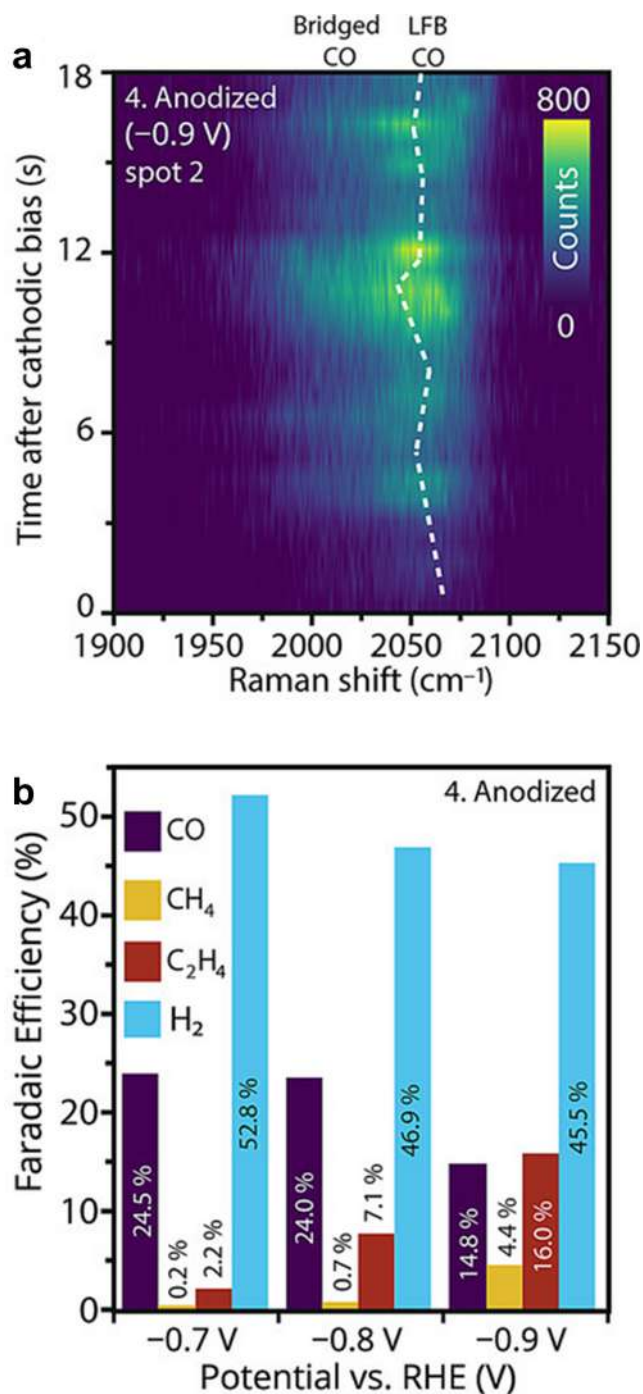 a
Bridged CO
LFB CO
4. Anodized
(−0.9 V)
spot 2
800
Counts
0
Time after cathodic bias (s)
18
12
6
0
1900 1950 2000 2050 2100 2150
Raman shift (cm⁻¹)
b
4. Anodized
CO
CH₄
C₂H₄
H₂
Faradaic Efficiency (%)
50
40
30
20
10
0
24.5 % 0.2 % 2.2 % 52.8 %
24.0 % 0.7 % 7.1 % 46.9 %
14.8 % 4.4 % 16.0 % 45.5 %
−0.7 V −0.8 V −0.9 V
Potential vs. RHE (V)